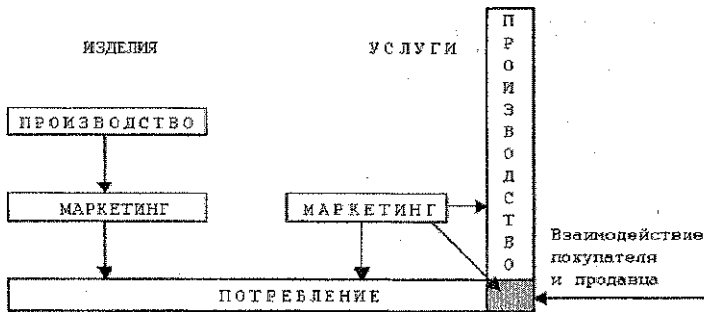 ИЗДЕЛИЯ
УСЛУГИ
ПРОИЗВОДСТВО
ПРОИЗВОДСТВО
МАРКЕТИНГ
МАРКЕТИНГ
Взаимодействие
покупателя
и продавца
ПОТРЕБЛЕНИЕ